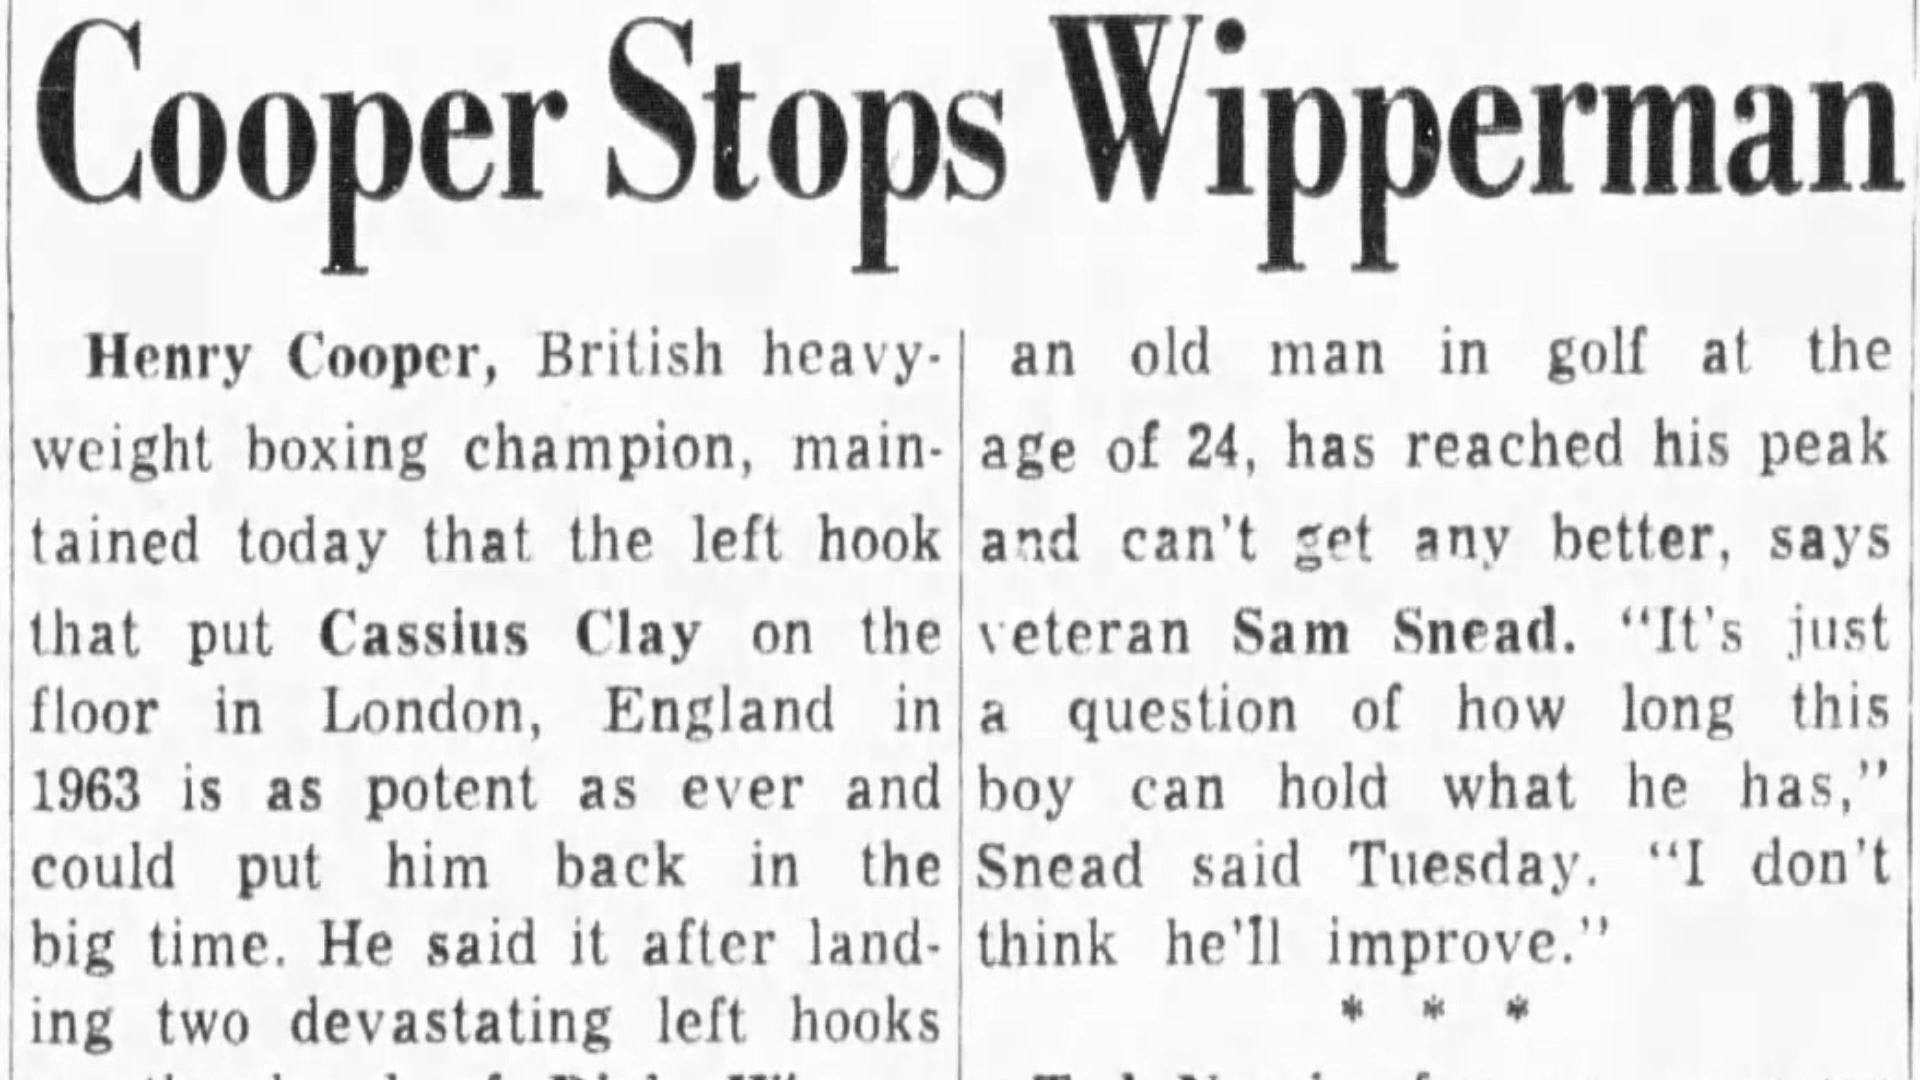 Cooper Stops Wipperman
Henry Cooper, British heavy-
weight boxing champion, main-
tained today that the left hook
that put Cassius Clay on the
floor in London, England in
1963 is as potent as ever and
could put him back in the
big time. He said it after land-
ing two devastating left hooks
an old man in golf at the
age of 24, has reached his peak
and can't get any better, says
veteran Sam Snead. "It's just
a question of how long this
boy can hold what he has,"
Snead said Tuesday. "I don't
think he'll improve."
* * *